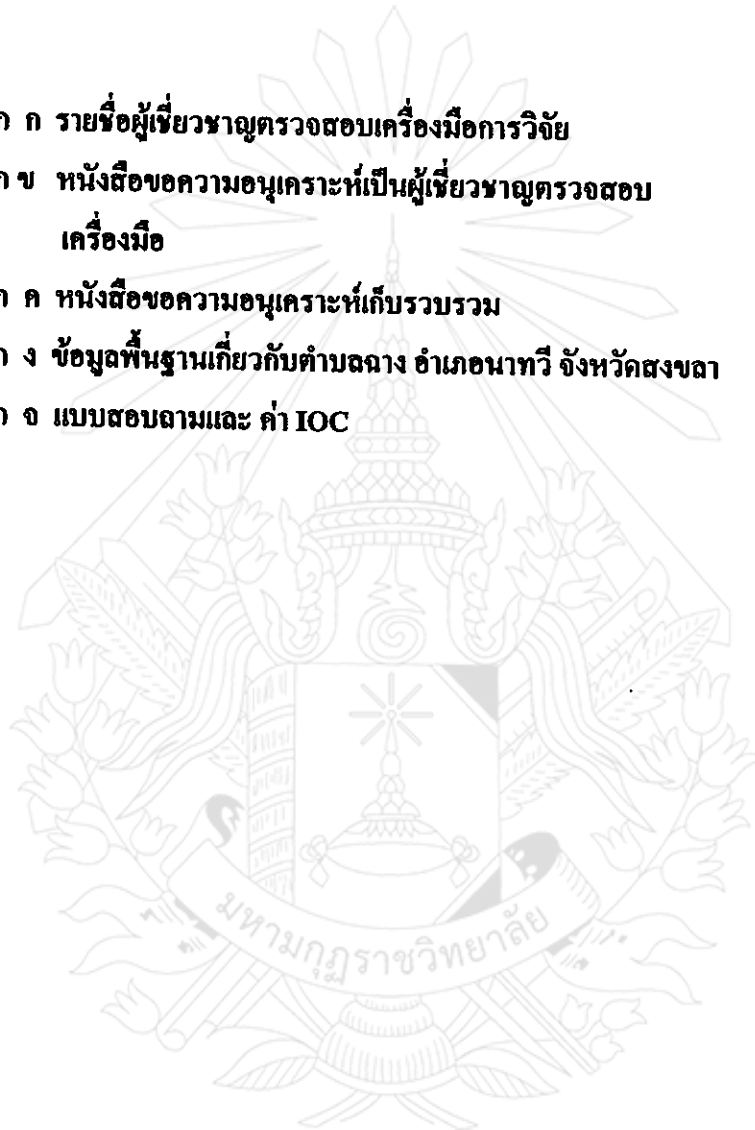 ก ก รายชื่อผู้เชี่ยวชาญตรวจสอบเครื่องมือการวิจัย
ก ข หนังสือขอความอนุเคราะห์เป็นผู้เชี่ยวชาญตรวจสอบ
เครื่องมือ
ก ค หนังสือขอความอนุเคราะห์เก็บรวบรวม
ก ง ข้อมูลพื้นฐานเกี่ยวกับตำบลฉาง อำเภอนาทวี จังหวัดสงขลา
ก จ แบบสอบถามและ ค่า IOC
มหามกุฏราชวิทยาลัย